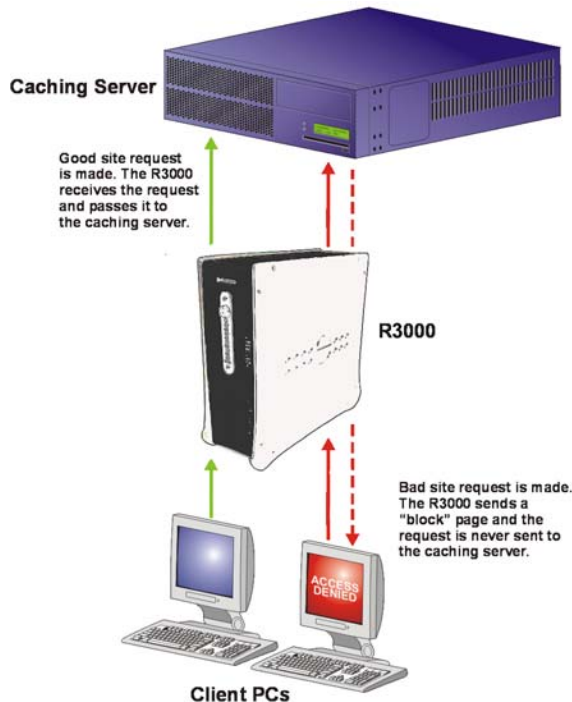 Caching Server
Good site request
is made. The R3000
receives the request
and passes it to
the caching server.
R3000
Bad site request is made.
The R3000 sends a
"block" page and the
request is never sent to
the caching server.
ACCESS
DENIED
Client PCs